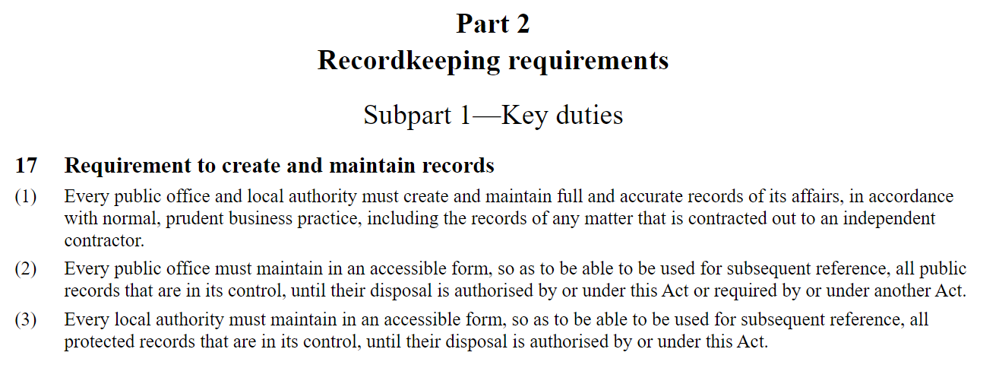 Part 2
Recordkeeping requirements
Subpart 1—Key duties
17 Requirement to create and maintain records
(1) Every public office and local authority must create and maintain full and accurate records of its affairs, in accordance
with normal, prudent business practice, including the records of any matter that is contracted out to an independent
contractor.
(2) Every public office must maintain in an accessible form, so as to be able to be used for subsequent reference, all public
records that are in its control, until their disposal is authorised by or under this Act or required by or under another Act.
(3) Every local authority must maintain in an accessible form, so as to be able to be used for subsequent reference, all
protected records that are in its control, until their disposal is authorised by or under this Act.